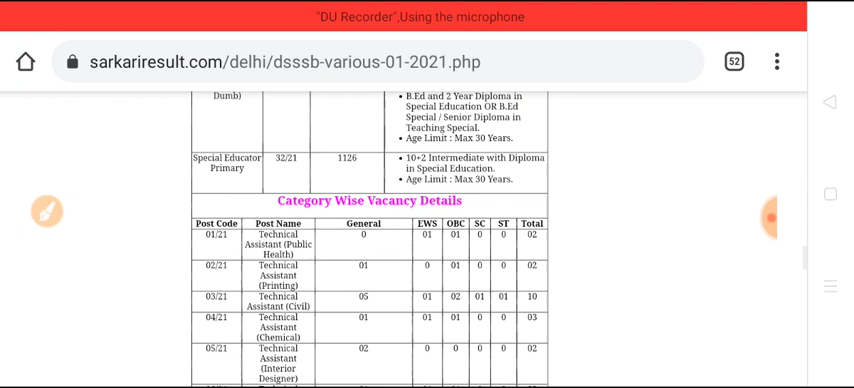 "DU Recorder",Using the microphone
sarkariresult.com/delhi/dsssb-various-01-2021.php
52
Dumb)
• B.Ed and 2 Year Diploma in
Special Education OR B.Ed
Special / Senior Diploma in
Teaching Special.
• Age Limit : Max 30 Years.
Special Educator Primary 32/21 1126
• 10+2 Intermediate with Diploma
in Special Education.
• Age Limit : Max 30 Years.
Category Wise Vacancy Details
Post Code Post Name General EWS OBC SC ST Total
01/21 Technical 0 01 01 0 0 02
Assistant (Public
Health)
02/21 Technical 01 0 01 0 0 02
Assistant
(Printing)
03/21 Technical 05 01 02 01 01 10
Assistant (Civil)
04/21 Technical 01 01 01 0 0 03
Assistant
(Chemical)
05/21 Technical 02 0 0 0 0 02
Assistant
(Interior
Designer)